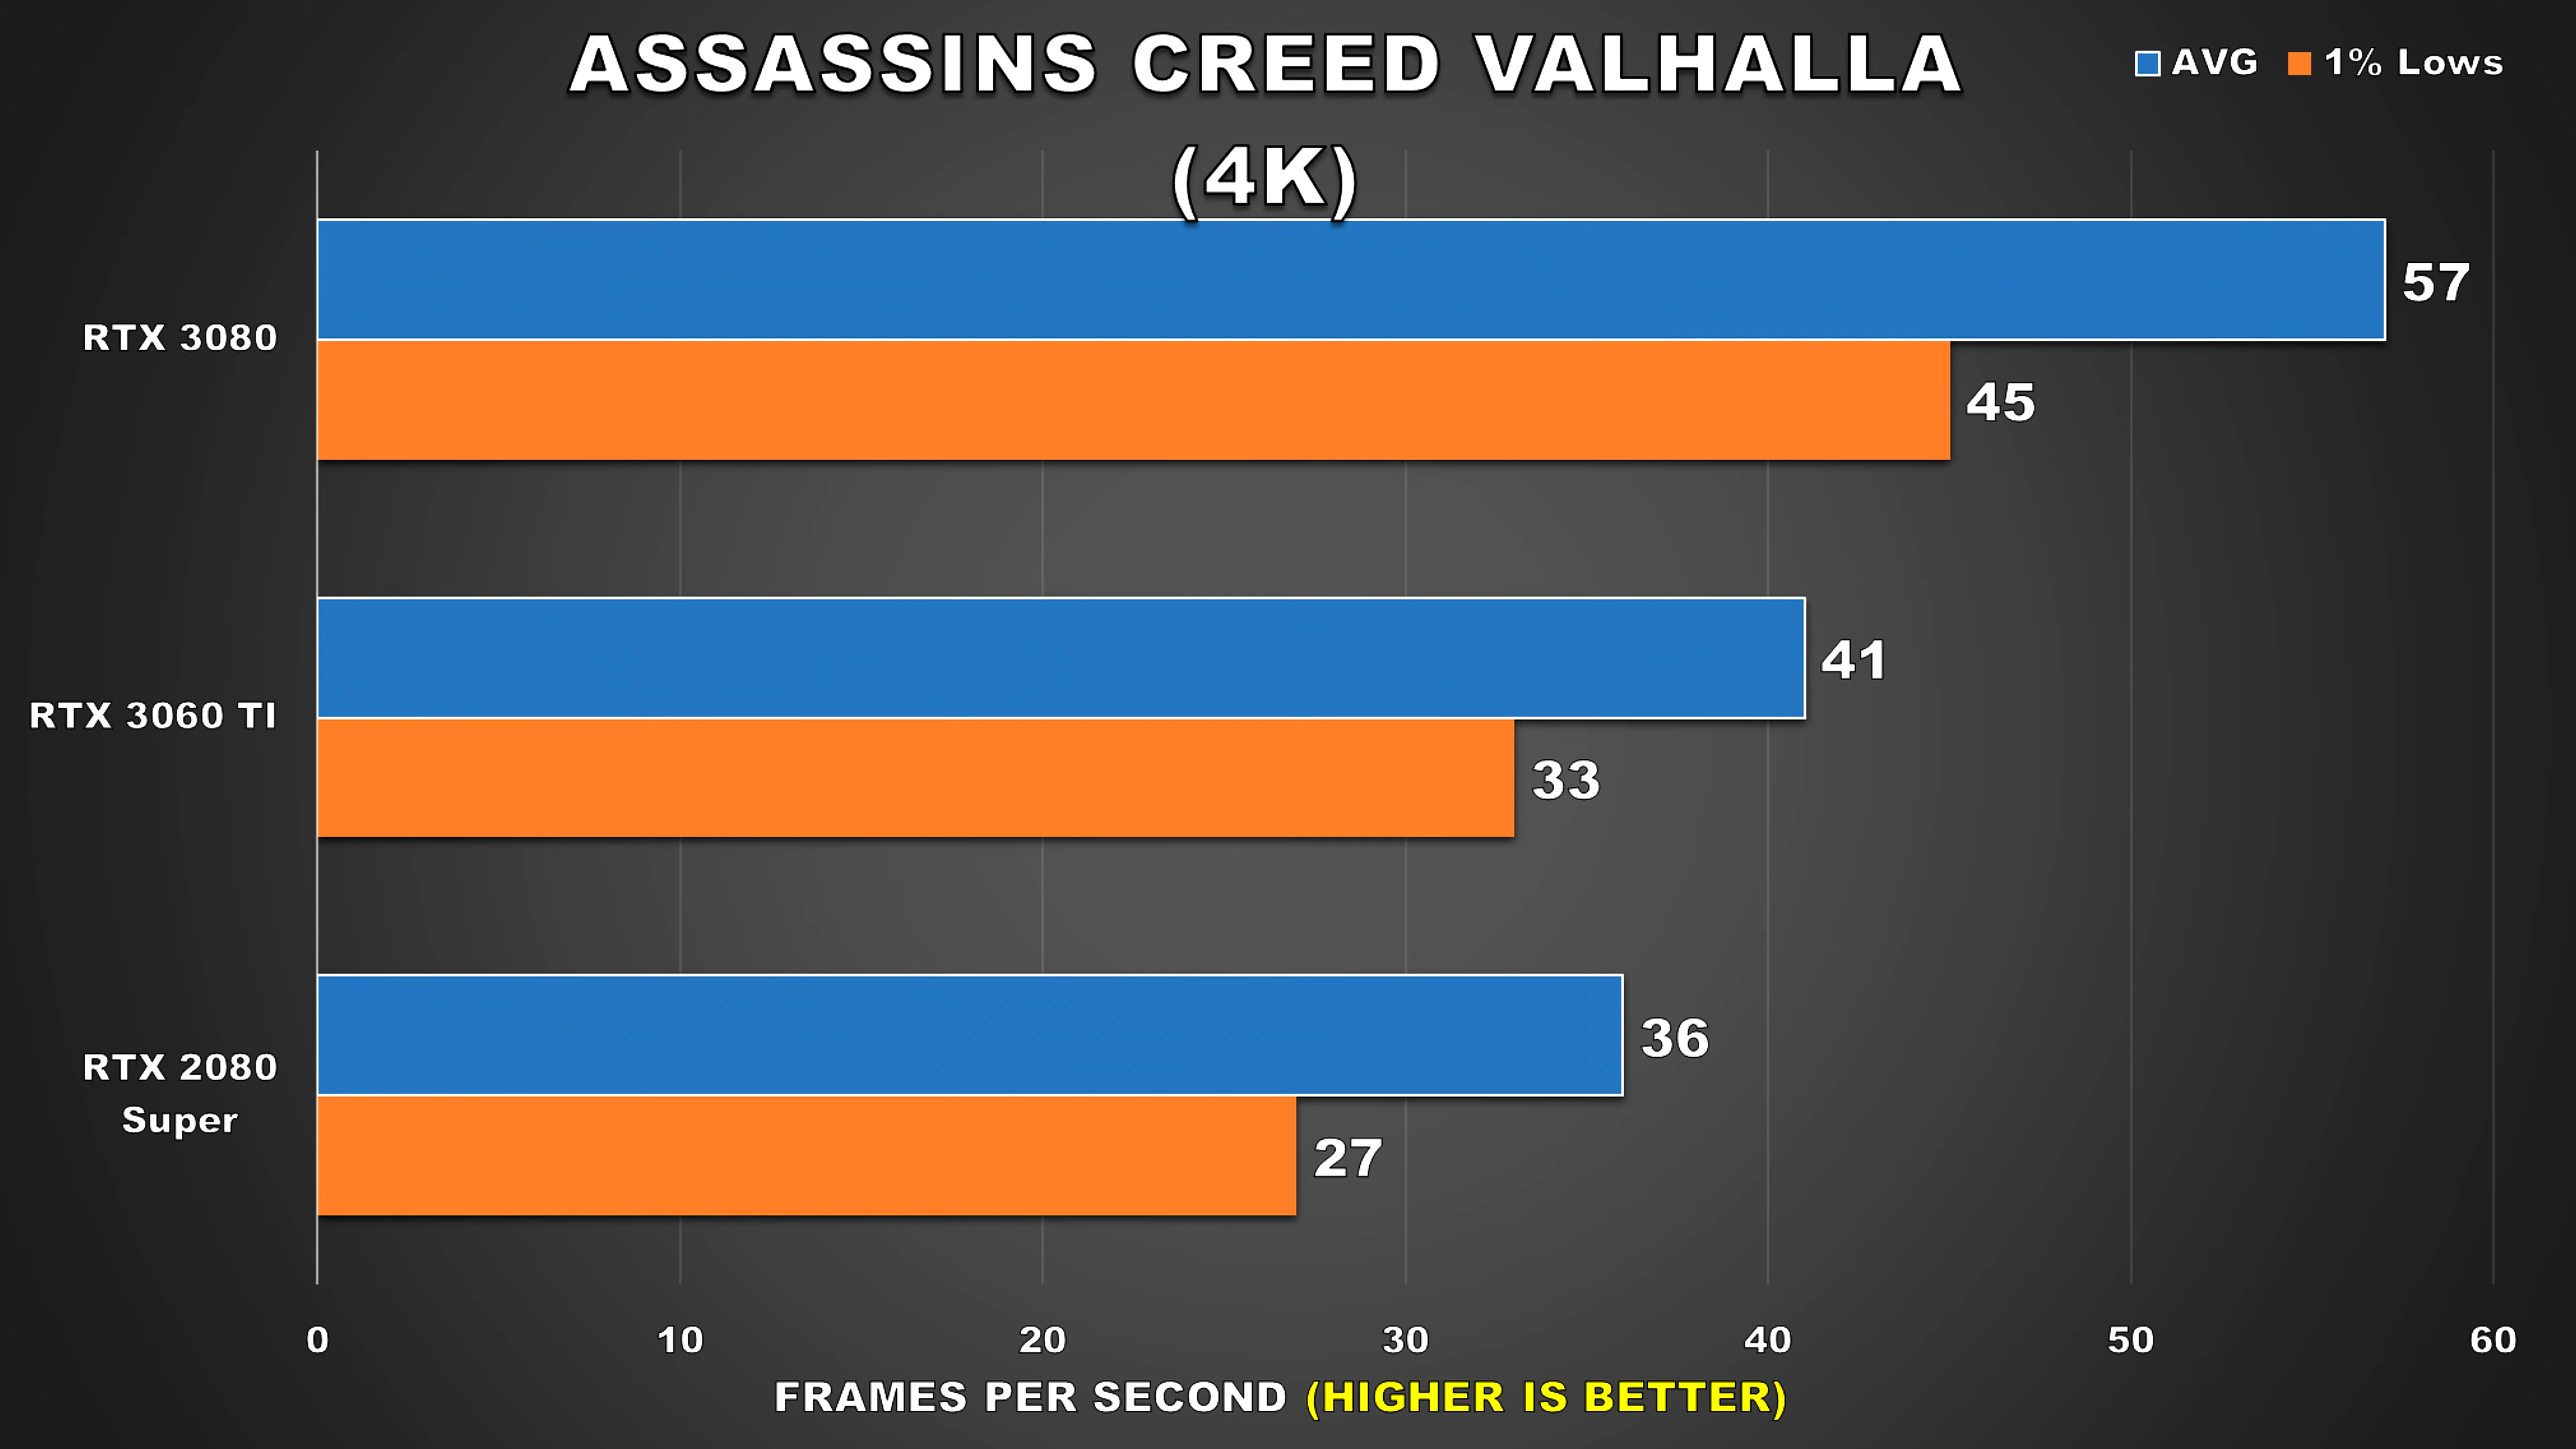 ASSASSINS CREED VALHALLA
(4K)
AVG 1% Lows
RTX 3080
57
45
RTX 3060 TI
41
33
RTX 2080
Super
36
27
0 10 20 30 40 50 60
FRAMES PER SECOND (HIGHER IS BETTER)